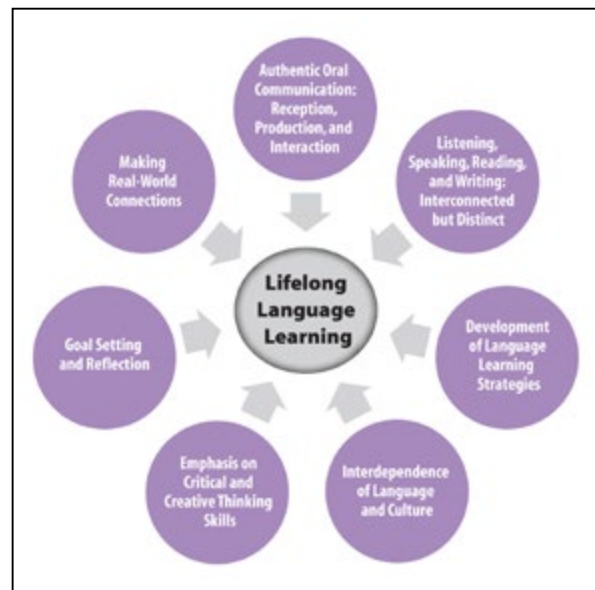 Authentic Oral
Communication:
Reception,
Production, and
Interaction
Listening,
Speaking, Reading,
and Writing:
Interconnected
but Distinct
Development
of Language
Learning
Strategies
Interdependence
of Language
and Culture
Emphasis on
Critical and
Creative Thinking
Skills
Goal Setting
and Reflection
Making
Real-World
Connections
Lifelong
Language
Learning